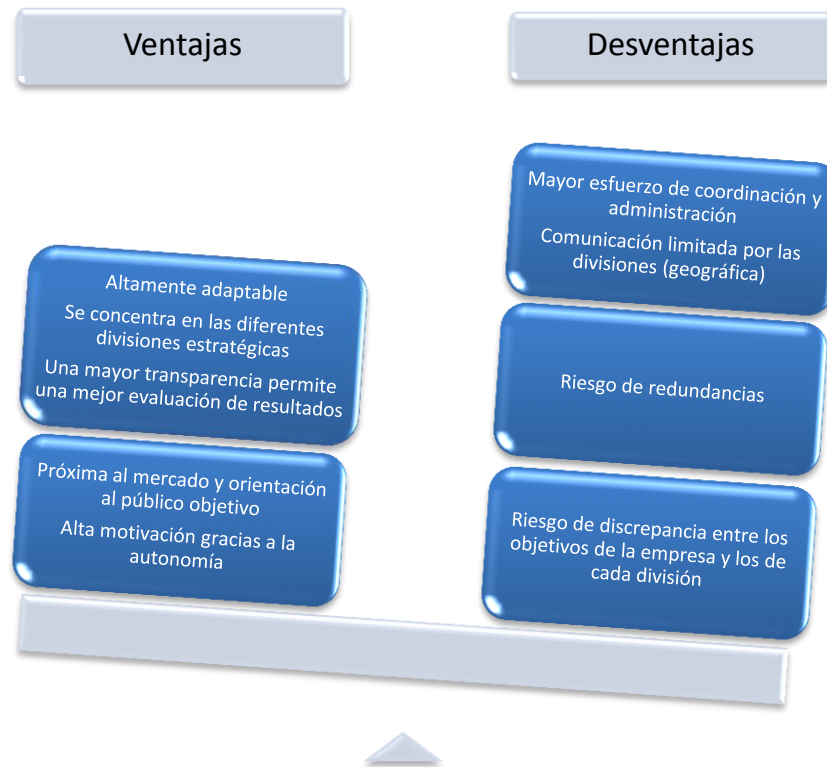 Ventajas
Desventajas
Altamente adaptable
Se concentra en las diferentes
divisiones estratégicas
Una mayor transparencia permite
una mejor evaluación de resultados
Próxima al mercado y orientación
al público objetivo
Alta motivación gracias a la
autonomía
Mayor esfuerzo de coordinación y
administración
Comunicación limitada por las
divisiones (geográfica)
Riesgo de redundancias
Riesgo de discrepancia entre los
objetivos de la empresa y los de
cada división